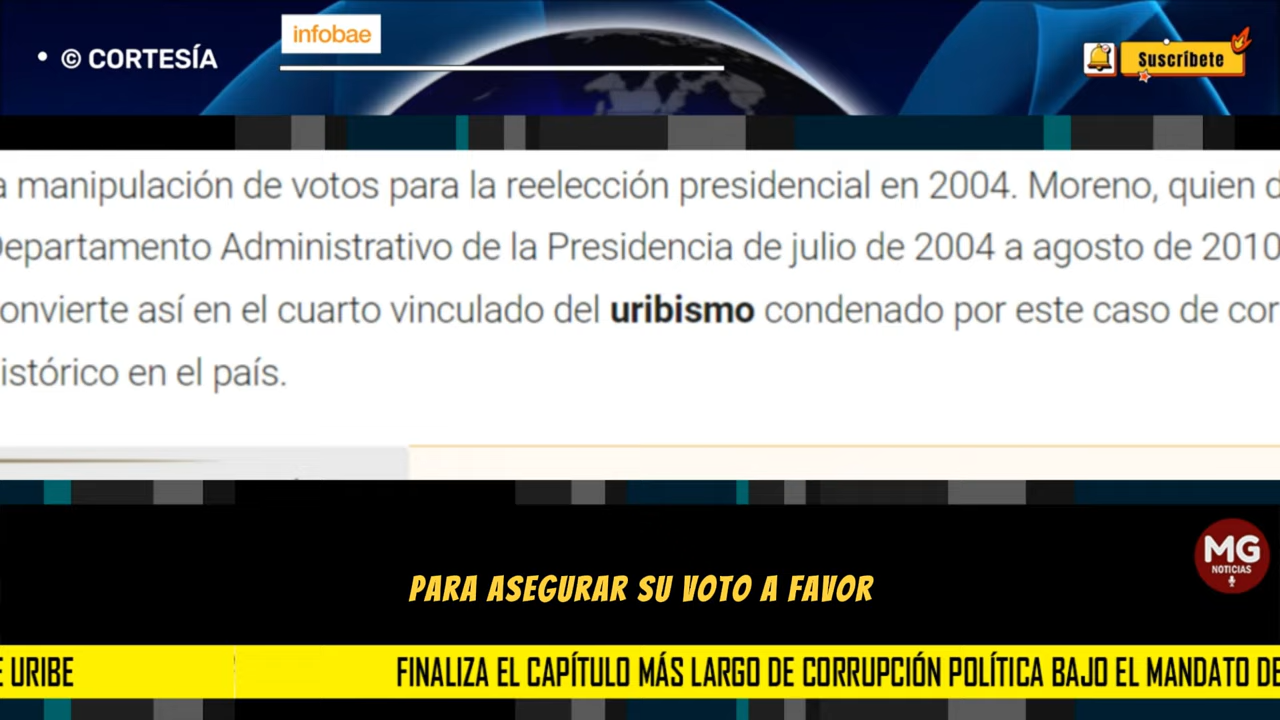 • © CORTESÍA
infobae
Suscríbete
a manipulación de votos para la reelección presidencial en 2004. Moreno, quien d
Departamento Administrativo de la Presidencia de julio de 2004 a agosto de 2010
onvierte así en el cuarto vinculado del uribismo condenado por este caso de cor
istórico en el país.
MG
NOTICIAS
PARA ASEGURAR SU VOTO A FAVOR
E URIBE
FINALIZA EL CAPÍTULO MÁS LARGO DE CORRUPCIÓN POLÍTICA BAJO EL MANDATO DE